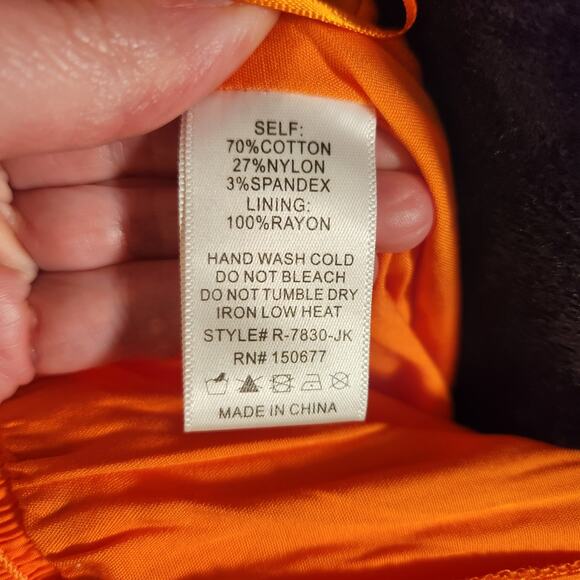 SELF:
70%COTTON
27%NYLON
3%SPANDEX
LINING:
100%RAYON
HAND WASH COLD
DO NOT BLEACH
DO NOT TUMBLE DRY
IRON LOW HEAT
STYLE# R-7830-JK
RN# 150677
MADE IN CHINA